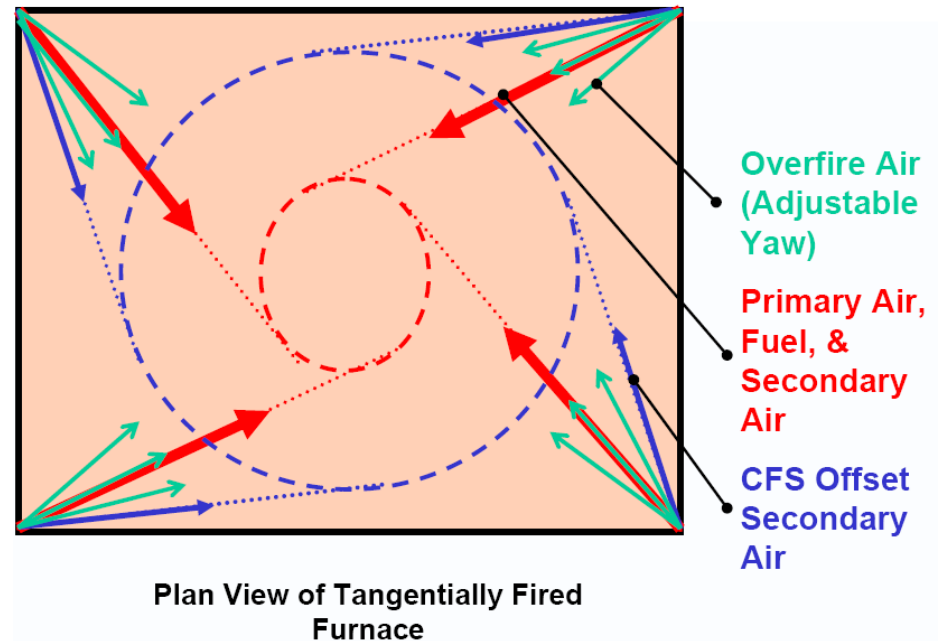 Overfire Air
(Adjustable
Yaw)
Primary Air,
Fuel, &
Secondary
Air
CFS Offset
Secondary
Air
Plan View of Tangentially Fired
Furnace